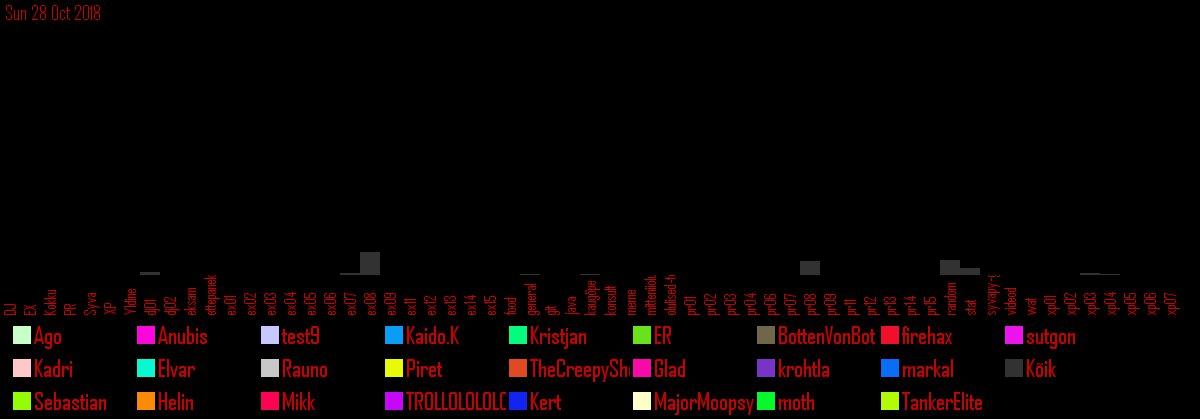 Sun 28 Oct 2018
DJ EX Kokku PR Syva XP Yldine dj01 dj02 eksam ettepanek ex01 ex02 ex03 ex04 ex05 ex06 ex07 ex08 ex09 ex11 ex12 ex13 ex14 ex15 food general git java kaugõpe konsult meme olulised-t pr01 pr02 pr03 pr04 pr06 pr07 pr08 pr09 pr11 pr12 pr13 pr14 pr15 random stat videod wat xp01 xp02 xp03 xp04 xp05 xp06 xp07
Ago Anubis test9 Kaido.K Kristjan ER BottenVonBot firehax sutgon
Kadri Elvar Rauno Piret TheCreepySh Glad krohtla markal Kõik
Sebastian Helin Mikk TROLLOLOLOLO Kert MajorMoopsy moth TankerElite